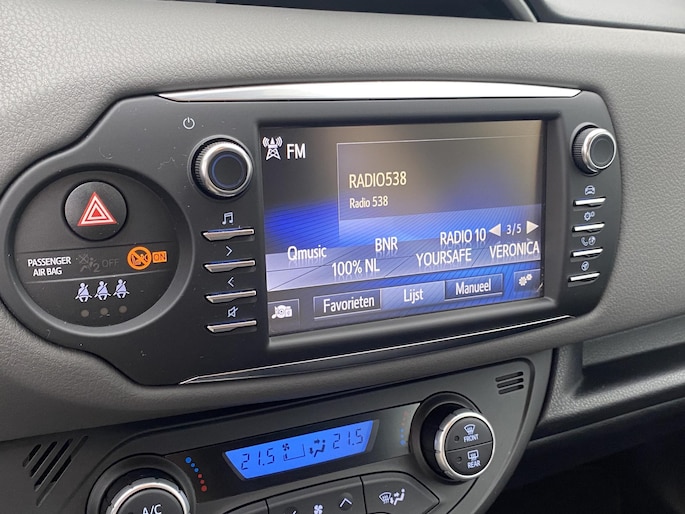 FM
RADIO538
Radio 538
3/5
Qmusic BNR RADIO 10
100% NL YOURSAFE VERONICA
Favorieten Lijst Manueel
PASSENGER
AIR BAG
2 OFF
ON
21.5 21.5
FRONT
REAR
A/C